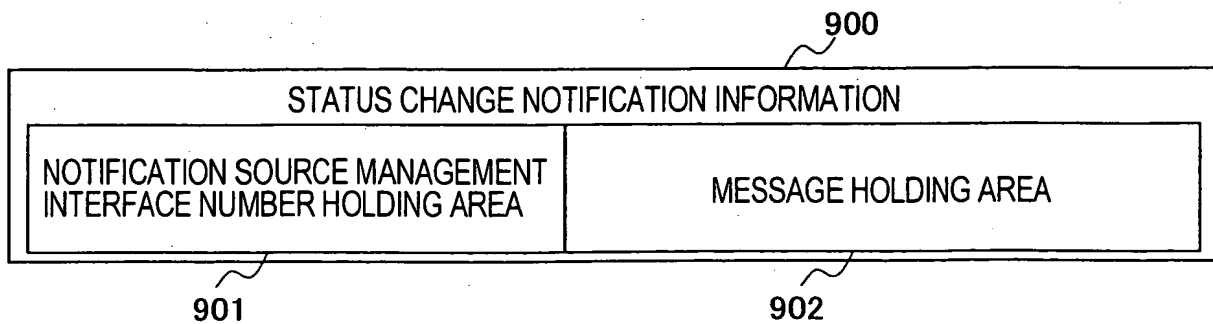 900
STATUS CHANGE NOTIFICATION INFORMATION
NOTIFICATION SOURCE MANAGEMENT
INTERFACE NUMBER HOLDING AREA
MESSAGE HOLDING AREA
901
902